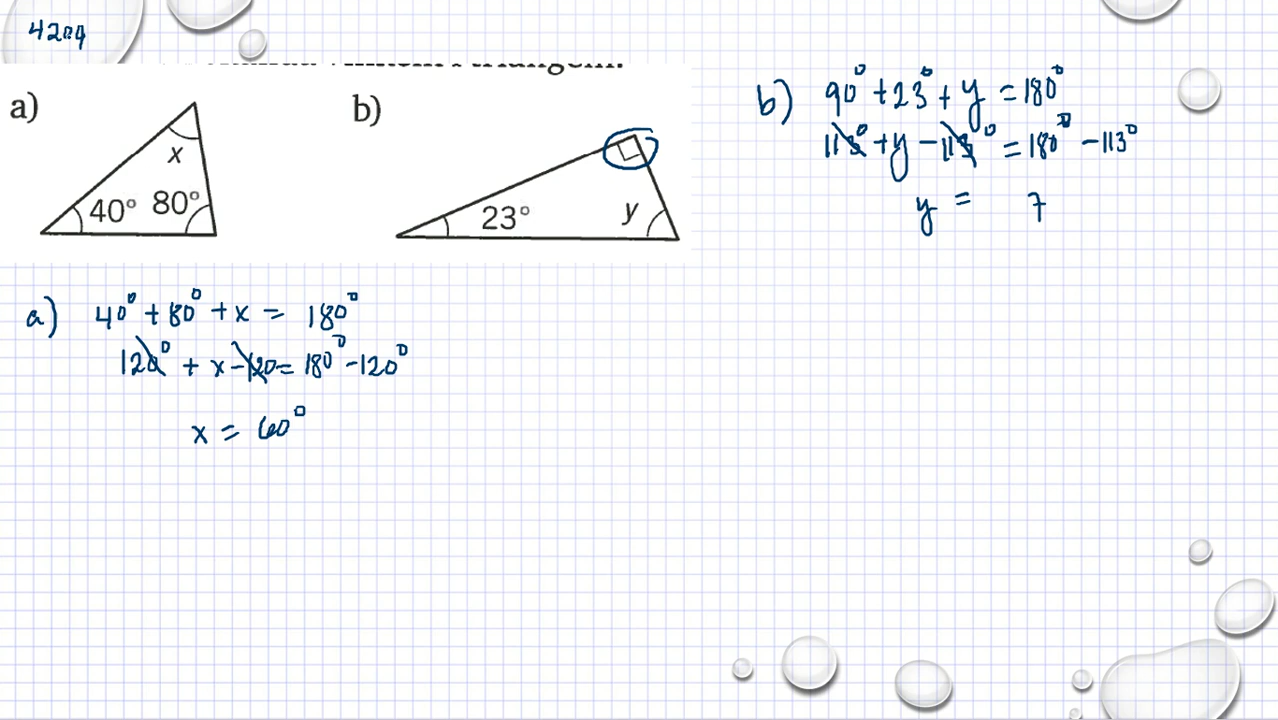 4209
a)
b)
x
40° 80°
23°
y
a) 40° + 80° + x = 180°
120° + x - 120 = 180° - 120°
x = 60°
b) 90° + 23° + y = 180°
113° + y - 113° = 180° - 113°
y = 7